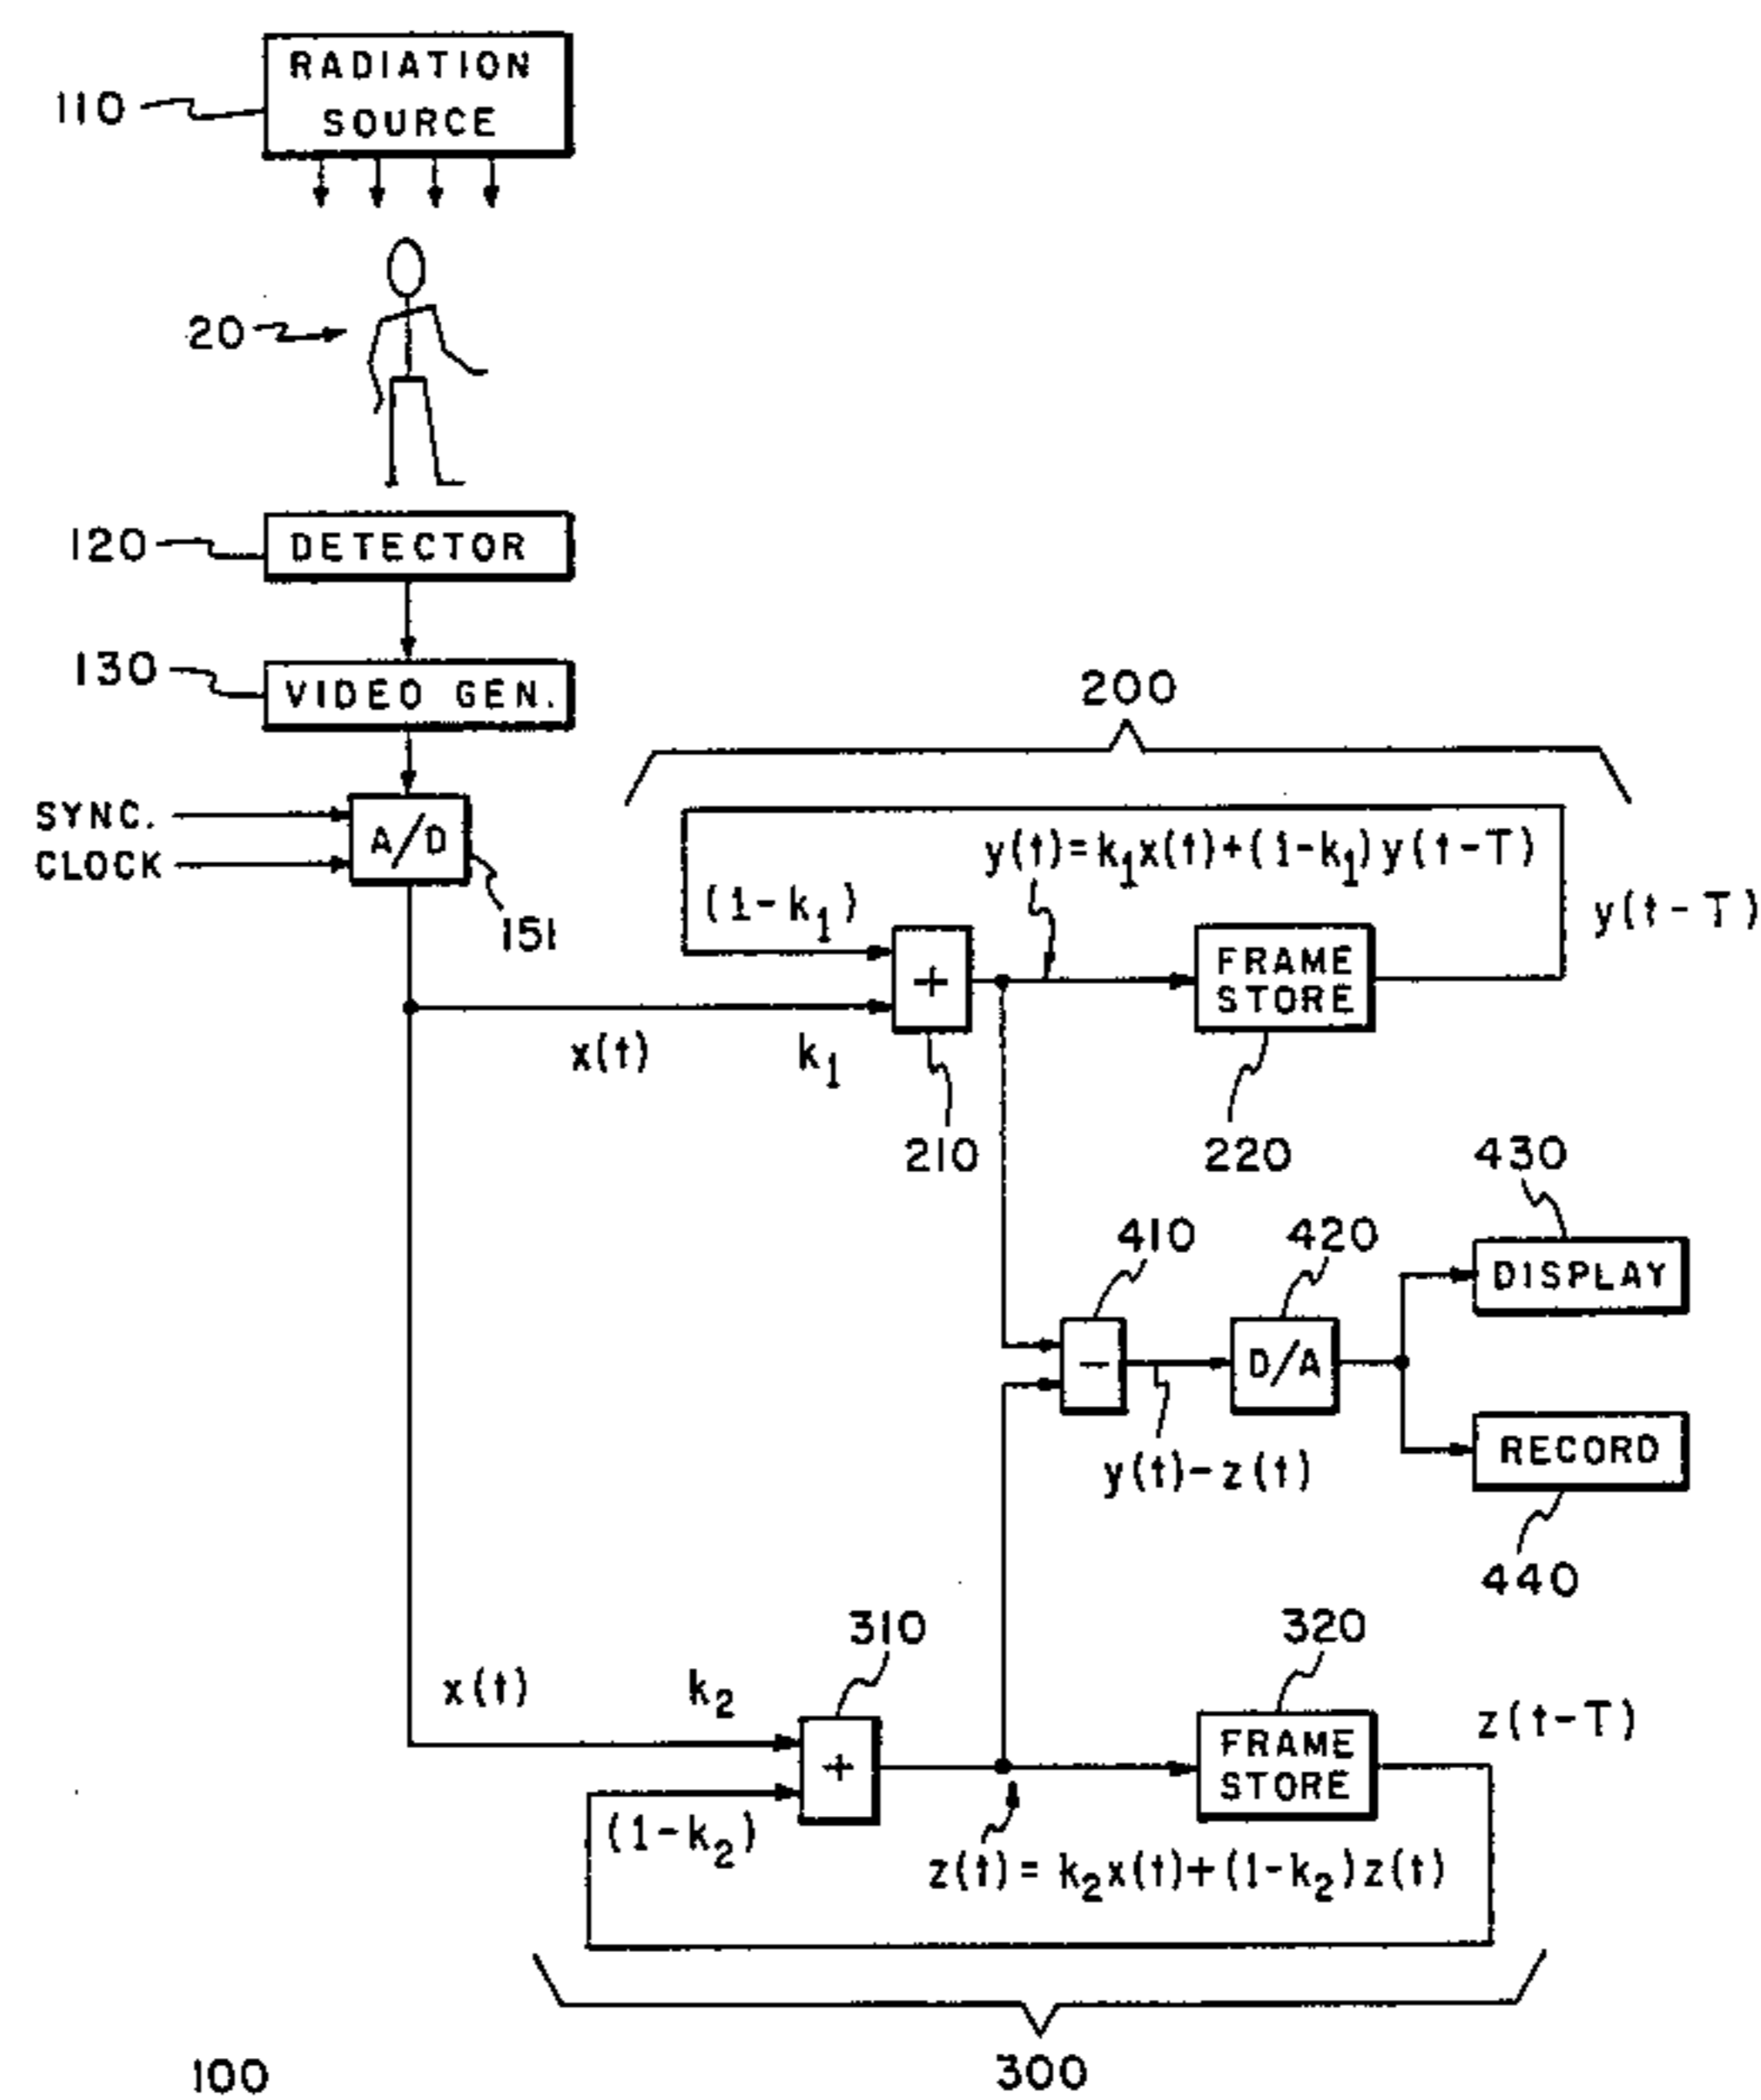 RADIATION
SOURCE
110
20
120
DETECTOR
130
VIDEO GEN.
200
SYNC.
CLOCK
A/D
151
y(t)=k₁x(t)+(1-k₁)y(t-T)
(1-k₁)
y(t-T)
+
FRAME
STORE
x(t)
k₁
210
220
430
410
420
DISPLAY
−
D/A
y(t)-z(t)
RECORD
440
310
320
x(t)
k₂
z(t-T)
+
FRAME
STORE
(1-k₂)
z(t)= k₂x(t)+(1-k₂)z(t)
100
300